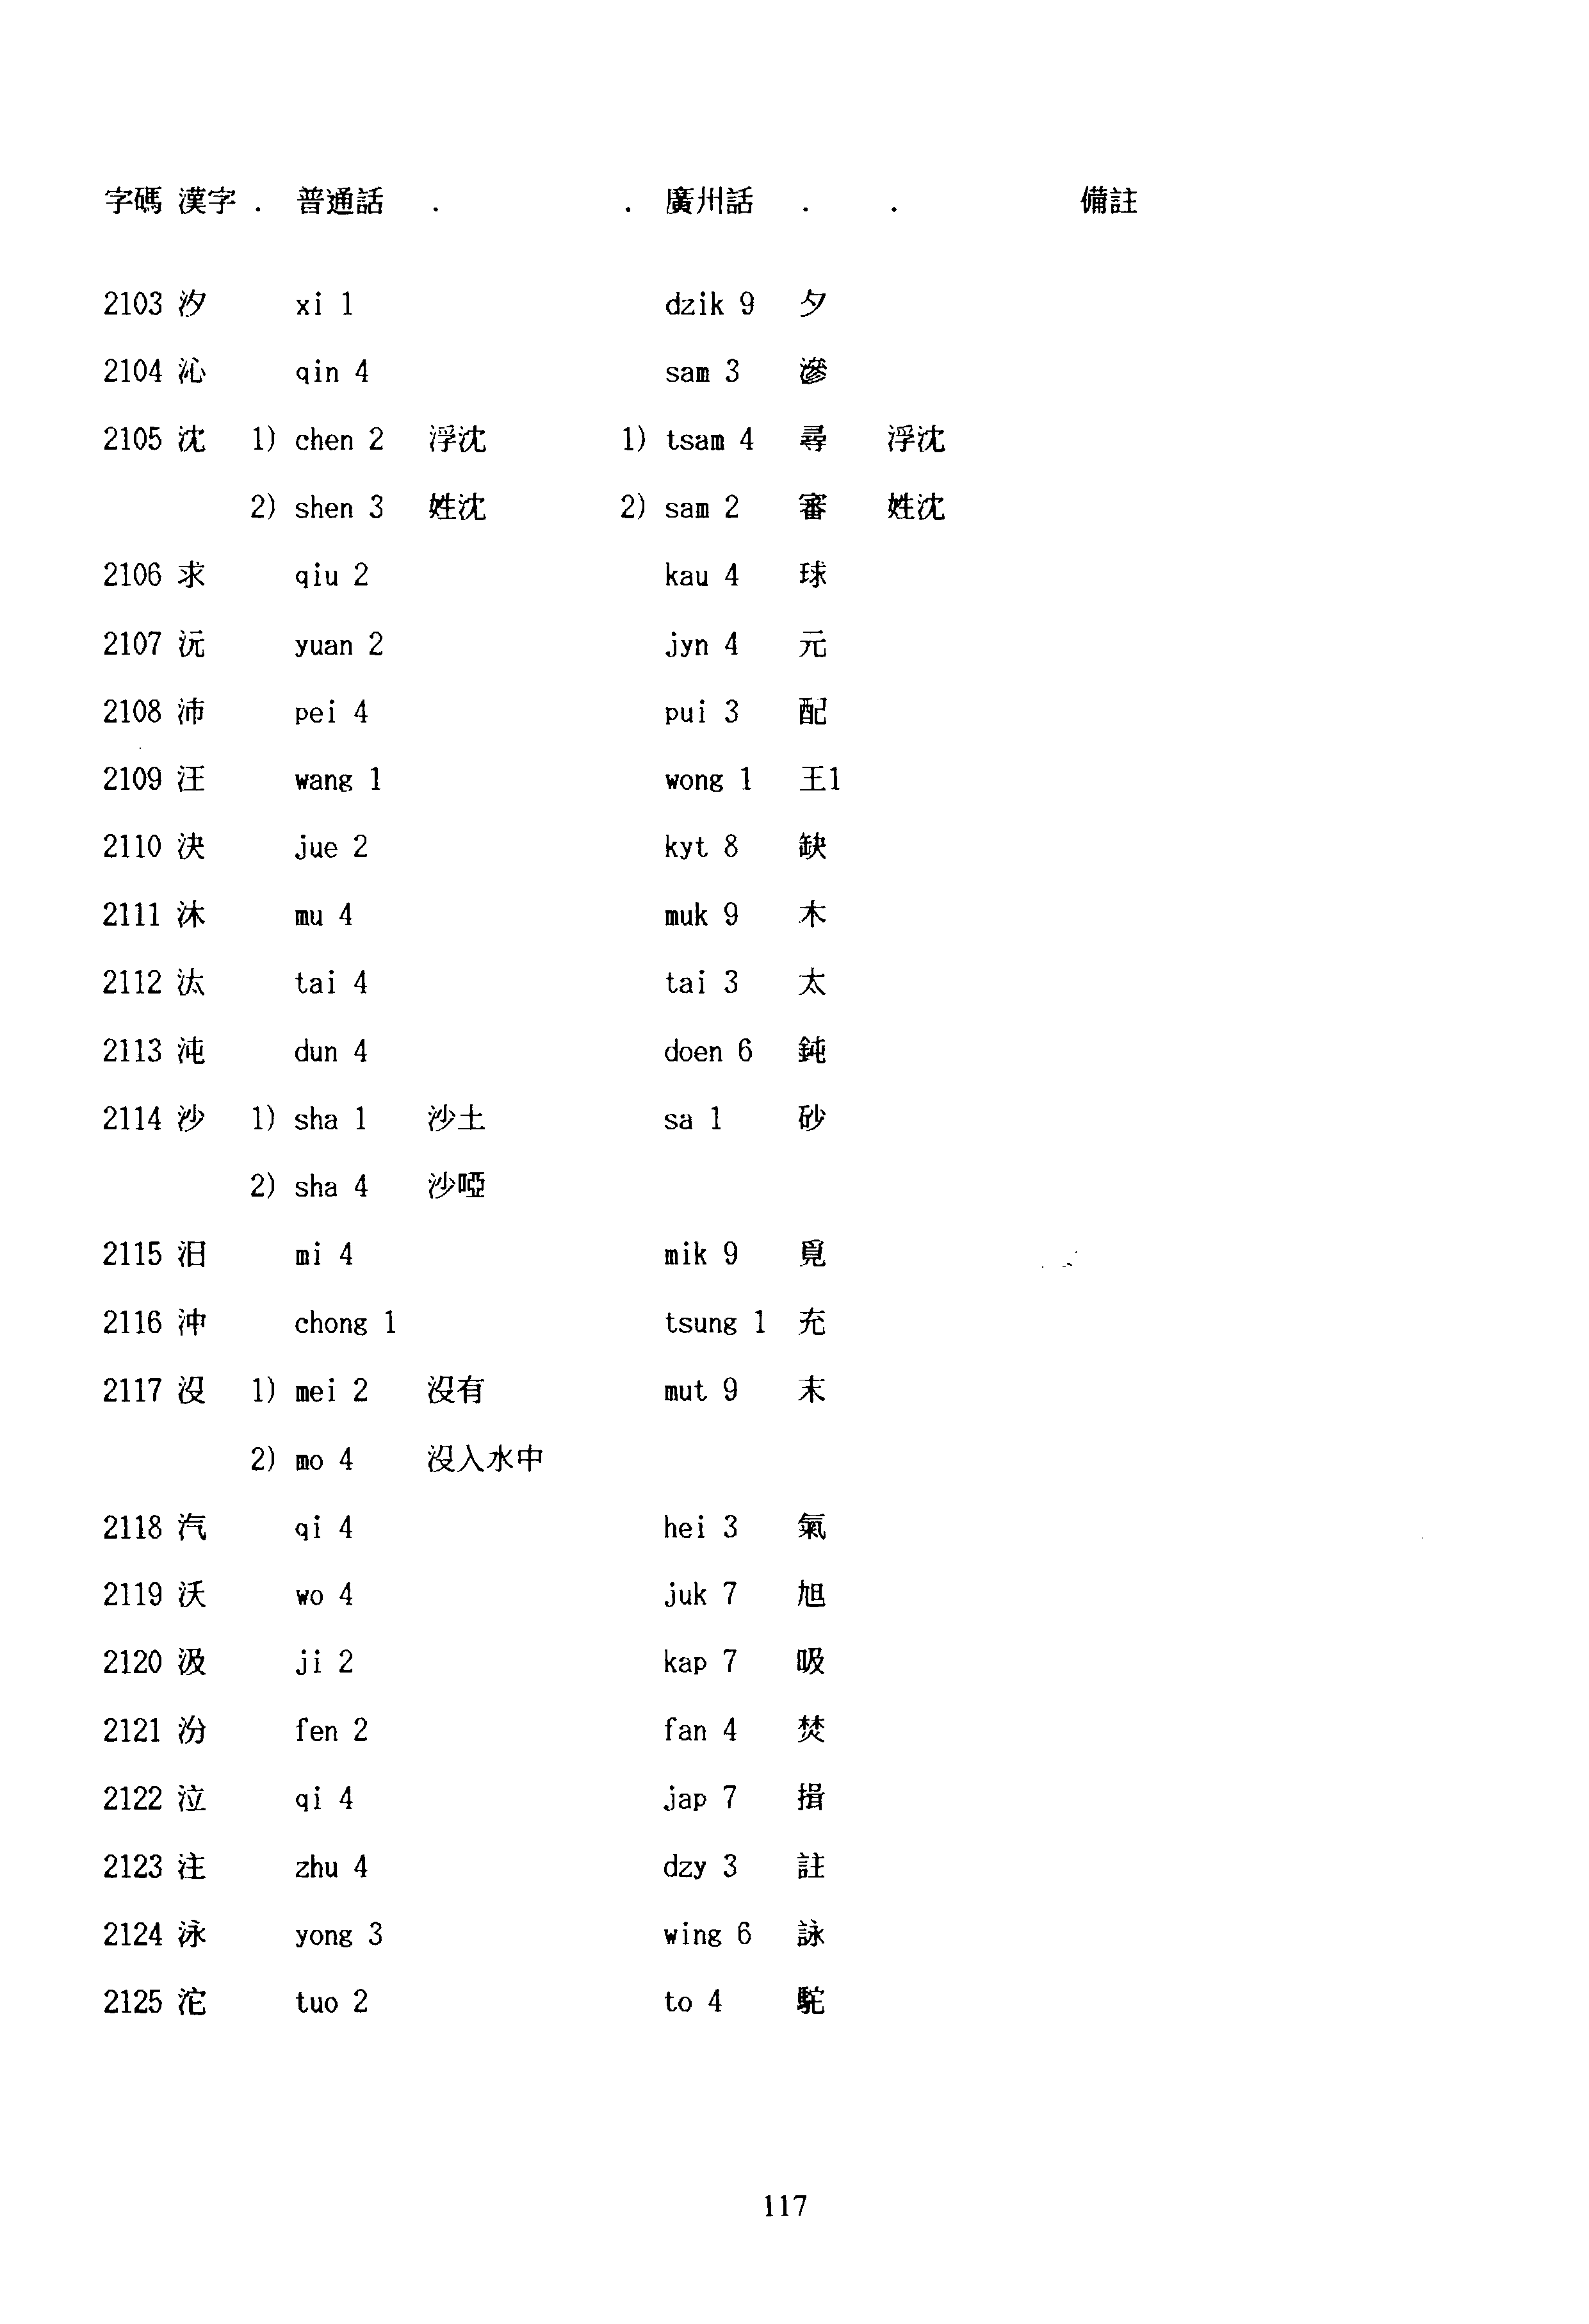 字碼 漢字 . 普通話 . . 廣州話 . . 備註
2103 汐 xi 1 dzik 9 夕
2104 沁 qin 4 sam 3 滲
2105 沈 1) chen 2 浮沈 1) tsam 4 尋 浮沈
2) shen 3 姓沈 2) sam 2 審 姓沈
2106 求 qiu 2 kau 4 球
2107 沅 yuan 2 jyn 4 元
2108 沛 pei 4 pui 3 配
2109 汪 wang 1 wong 1 王1
2110 決 jue 2 kyt 8 缺
2111 沐 mu 4 muk 9 木
2112 汰 tai 4 tai 3 太
2113 沌 dun 4 doen 6 鈍
2114 沙 1) sha 1 沙土 sa 1 砂
2) sha 4 沙啞
2115 汨 mi 4 mik 9 覓
2116 沖 chong 1 tsung 1 充
2117 沒 1) mei 2 沒有 mut 9 末
2) mo 4 沒入水中
2118 汽 qi 4 hei 3 氣
2119 沃 wo 4 juk 7 旭
2120 汲 ji 2 kap 7 吸
2121 汾 fen 2 fan 4 焚
2122 泣 qi 4 jap 7 揖
2123 注 zhu 4 dzy 3 註
2124 泳 yong 3 wing 6 詠
2125 沱 tuo 2 to 4 駝
117